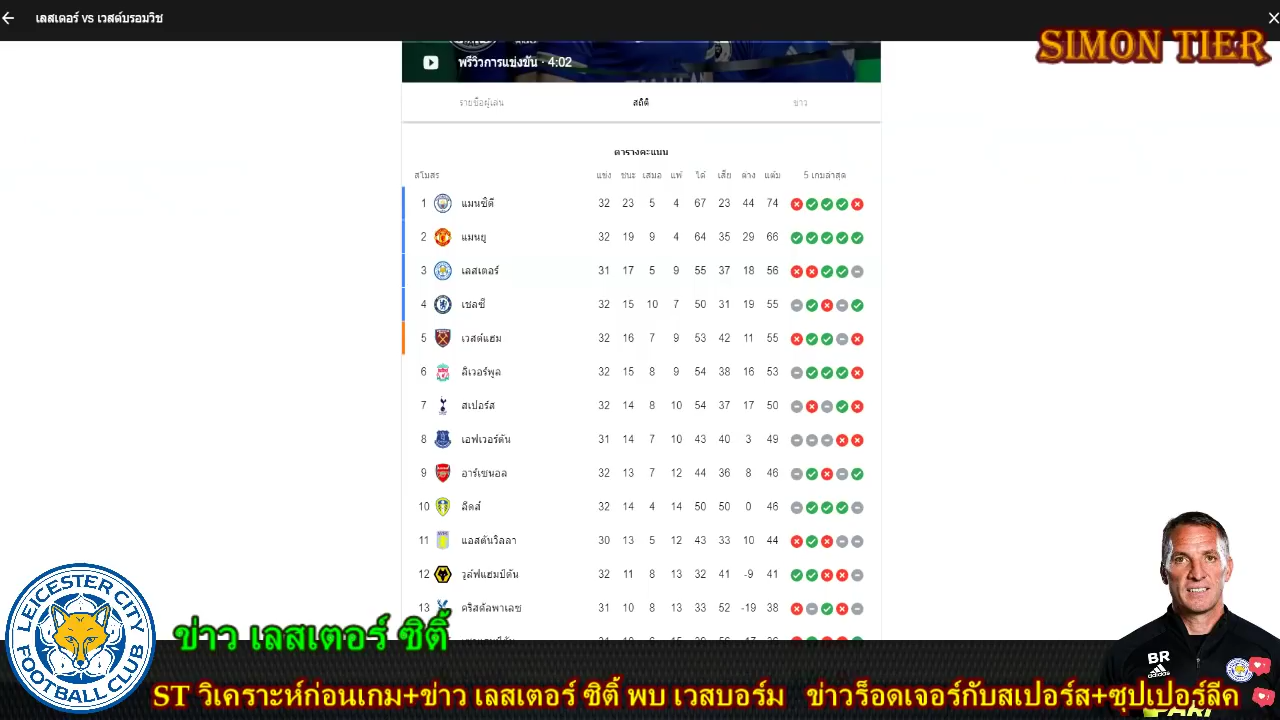 เลสเตอร์ vs เวสต์บรอมวิช
SIMON TIER
พรีวิวการแข่งขัน · 4:02
รายชื่อผู้เล่น สถิติ ข่าว
ตารางคะแนน
สโมสร แข่ง ชนะ เสมอ แพ้ ได้ เสีย ต่าง แต้ม 5 เกมล่าสุด
1 แมนซิตี 32 23 5 4 67 23 44 74
2 แมนยู 32 19 9 4 64 35 29 66
3 เลสเตอร์ 31 17 5 9 55 37 18 56
4 เชลซี 32 15 10 7 50 31 19 55
5 เวสต์แฮม 32 16 7 9 53 42 11 55
6 ลิเวอร์พูล 32 15 8 9 54 38 16 53
7 สเปอร์ส 32 14 8 10 54 37 17 50
8 เอฟเวอร์ตัน 31 14 7 10 43 40 3 49
9 อาร์เซนอล 32 13 7 12 44 36 8 46
10 ลีดส์ 32 14 4 14 50 50 0 46
11 แอสตันวิลลา 30 13 5 12 43 33 10 44
12 วูล์ฟแฮมป์ตัน 32 11 8 13 32 41 -9 41
13 คริสตัลพาเลซ 31 10 8 13 33 52 -19 38
LEICESTER CITY
FOOTBALL CLUB
ข่าว เลสเตอร์ ซิตี้
BR
ST วิเคราะห์ก่อนเกม+ข่าว เลสเตอร์ ซิตี้ พบ เวสบอร์ม ข่าวร็อดเจอร์กับสเปอร์ส+ซุปเปอร์ลีค